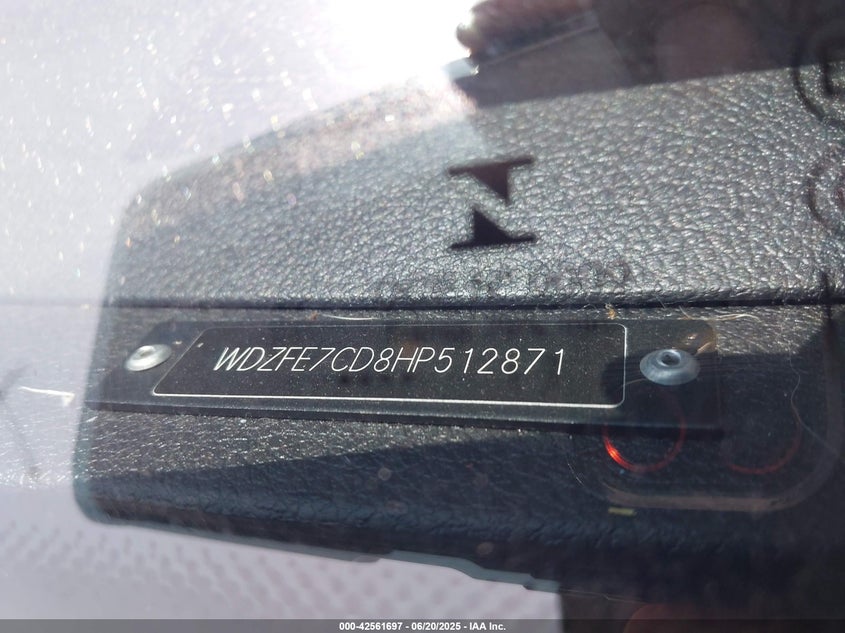 WDZFE7CD8HP512871
000-42561697 - 06/20/2025 - IAA Inc.